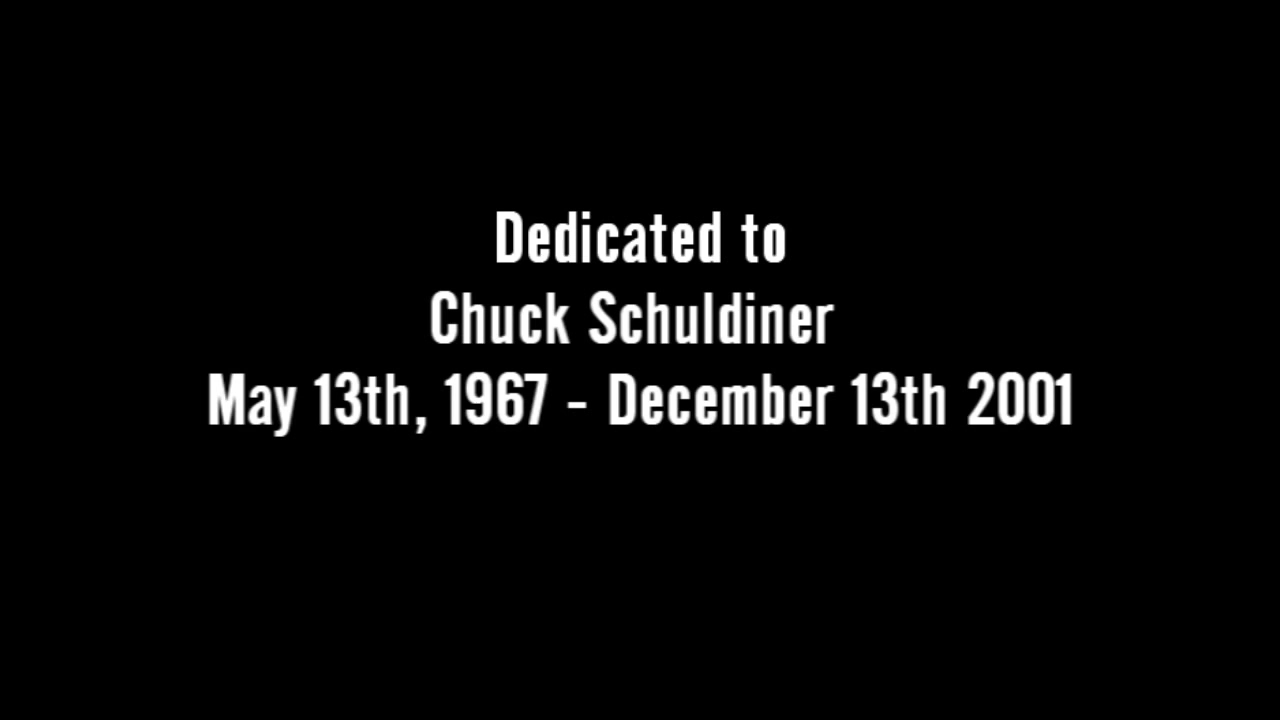 Dedicated to
Chuck Schuldiner
May 13th, 1967 - December 13th 2001